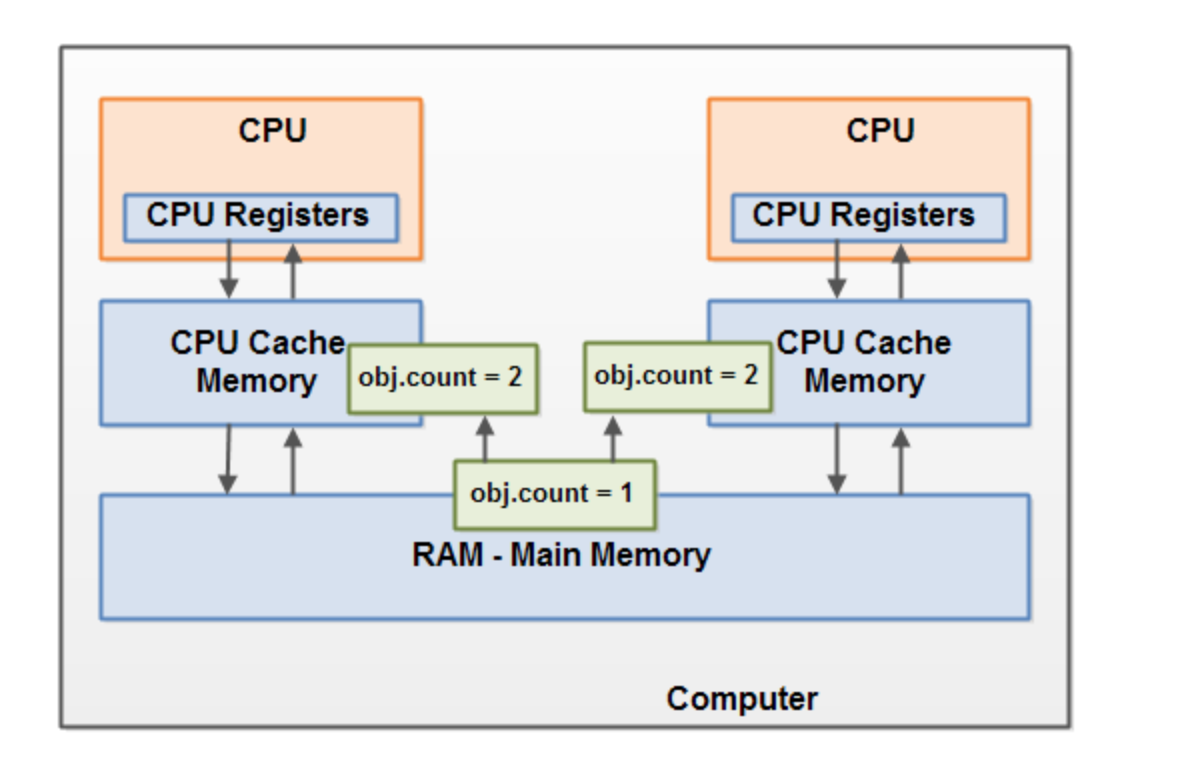 CPU
CPU
CPU Registers
CPU Registers
CPU Cache
Memory
obj.count = 2
obj.count = 2
CPU Cache
Memory
obj.count = 1
RAM - Main Memory
Computer